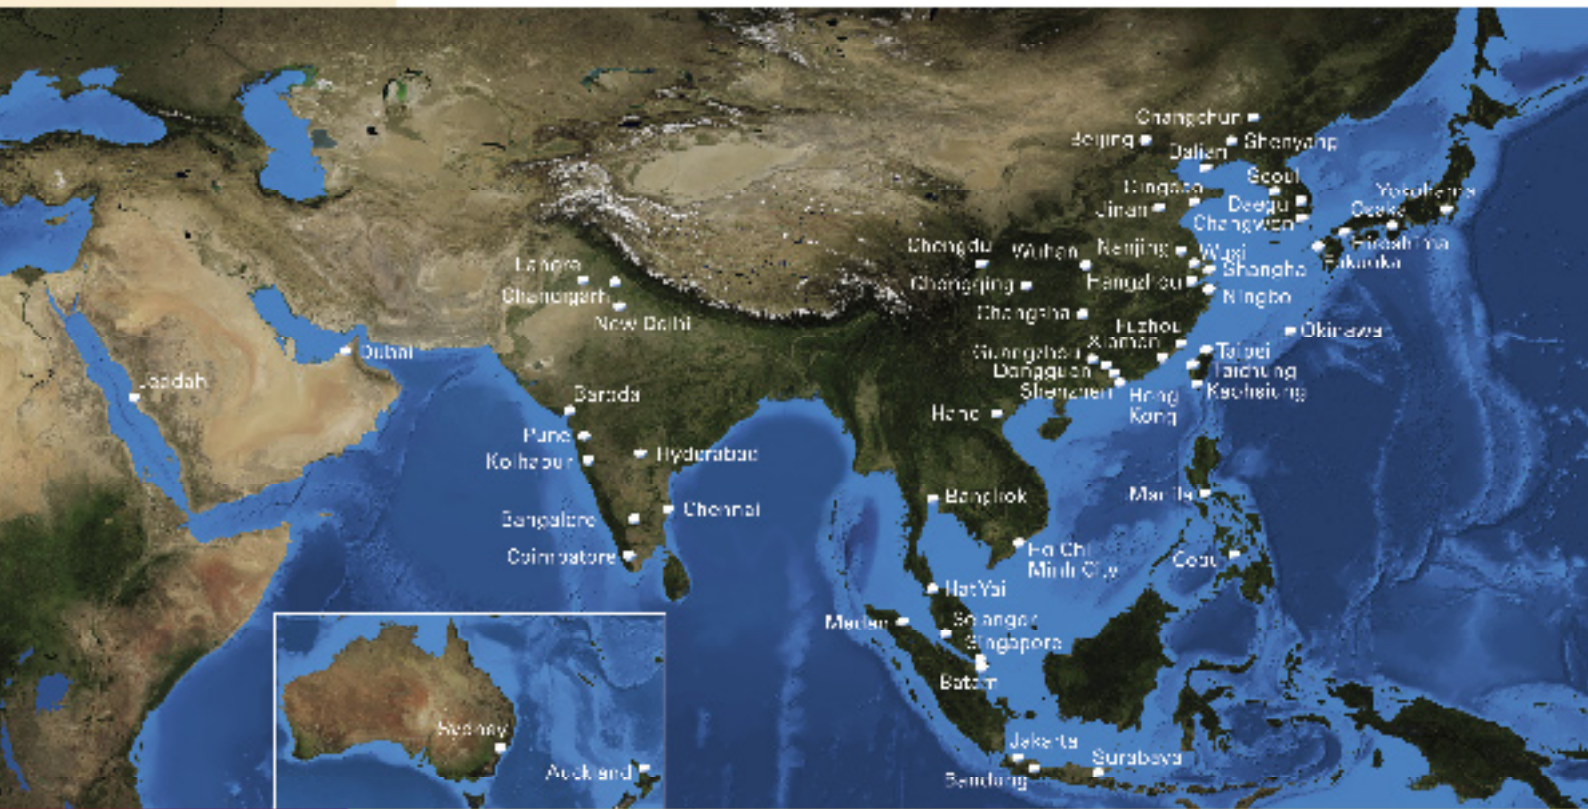 Changchun
Beijing
Shenyang
Dalian
Seoul
Qingdao
Yokohama
Jinan
Daegu
Osaka
Changwon
Hiroshima
Chengdu
Wuhan
Nanjing
Wuxi
Fukuoka
Lahore
Shangha
Chandigarh
Chongqing
Hangzhou
Ningbo
New Delhi
Changsha
Fuzhou
Okinawa
Xiamen
Dubai
Guangzhou
Taipei
Dongguan
Taichung
Jeddah
Shenzhen
Kaohsiung
Baroda
Hong
Kong
Hano
Pune
Kolhapur
Hyderabad
Bangkok
Manila
Bangalore
Chennai
Coimbatore
Ho Chi
Minh City
Cebu
Hat Yai
Medan
Selangor
Singapore
Batam
Sydney
Jakarta
Surabaya
Auckland
Bandung